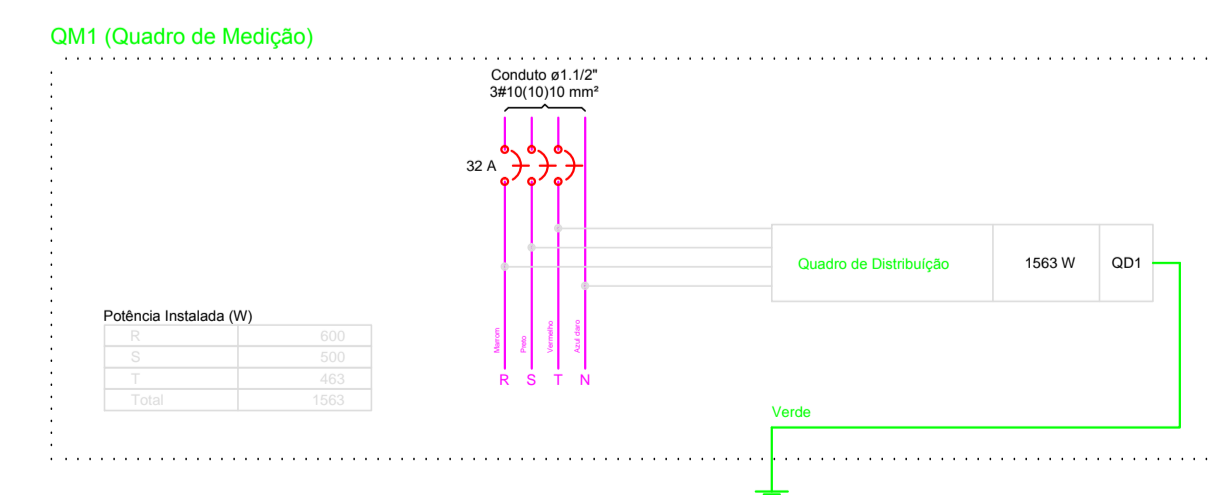 QM1 (Quadro de Medição)
Conduto ø1.1/2"
3#10(10)10 mm²
32 A
Quadro de Distribuíção
1563 W
QD1
Potência Instalada (W)
R 600
S 500
T 463
Total 1563
Marrom
Preto
Vermelho
Azul claro
R S T N
Verde